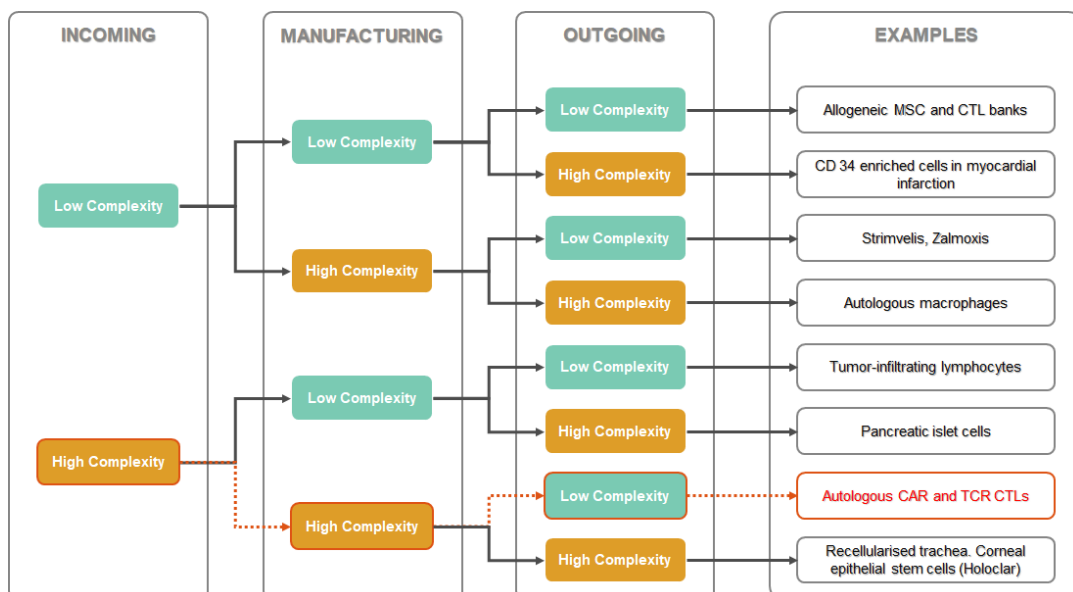 INCOMING
MANUFACTURING
OUTGOING
EXAMPLES
Low Complexity
Allogeneic MSC and CTL banks
Low Complexity
High Complexity
CD 34 enriched cells in myocardial
infarction
Low Complexity
Low Complexity
Strimvelis, Zalmoxis
High Complexity
High Complexity
Autologous macrophages
Low Complexity
Tumor-infiltrating lymphocytes
Low Complexity
High Complexity
Pancreatic islet cells
High Complexity
Low Complexity
Autologous CAR and TCR CTLs
High Complexity
High Complexity
Recellularised trachea. Corneal
epithelial stem cells (Holoclar)